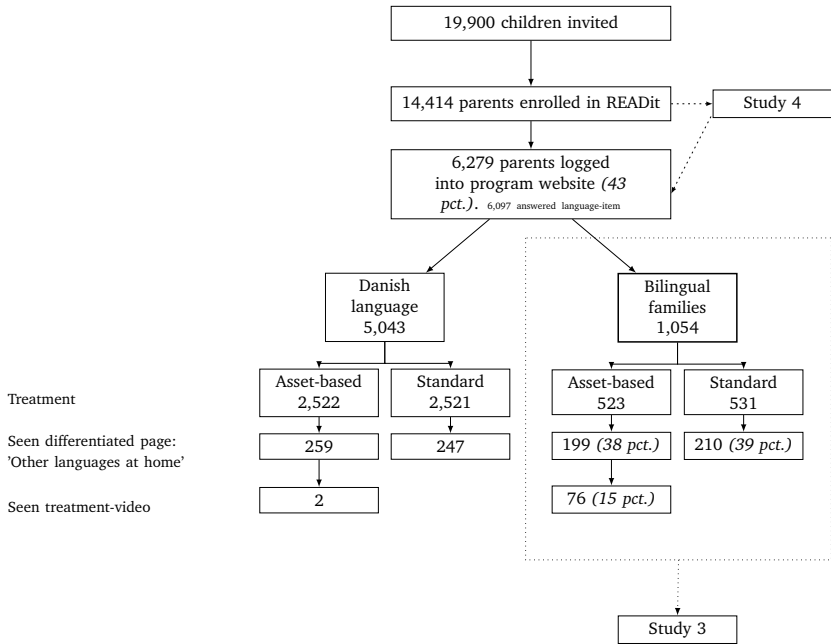 19,900 children invited
14,414 parents enrolled in READit
Study 4
6,279 parents logged
into program website (43
pct.). 6,097 answered language-item
Danish
language
5,043
Bilingual
families
1,054
Treatment
Asset-based
2,522
Standard
2,521
Asset-based
523
Standard
531
Seen differentiated page:
'Other languages at home'
259
247
199 (38 pct.)
210 (39 pct.)
Seen treatment-video
2
76 (15 pct.)
Study 3